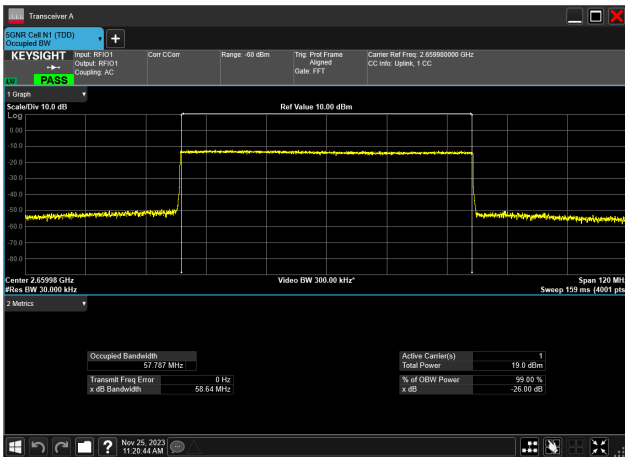 Transceiver A
5GNR Cell N1 (TDD)
Occupied BW
KEYSIGHT
Input: RFIO1
Output: RFIO1
Coupling: AC
Corr CCorr
Range: -60 dBm
Trig: Prot Frame
Aligned
Gate: FFT
Carrier Ref Freq: 2.659980000 GHz
CC Info: Uplink, 1 CC
LXI
PASS
1 Graph
Scale/Div 10.0 dB
Ref Value 10.00 dBm
Log
0.00
-10.0
-20.0
-30.0
-40.0
-50.0
-60.0
-70.0
-80.0
Center 2.65998 GHz
Video BW 300.00 kHz*
Span 120 MHz
#Res BW 30.000 kHz
Sweep 159 ms (4001 pts)
2 Metrics
Occupied Bandwidth
57.787 MHz
Active Carrier(s) 1
Total Power 19.0 dBm
Transmit Freq Error 0 Hz
x dB Bandwidth 58.64 MHz
% of OBW Power 99.00 %
x dB -26.00 dB
Nov 25, 2023
11:20:44 AM